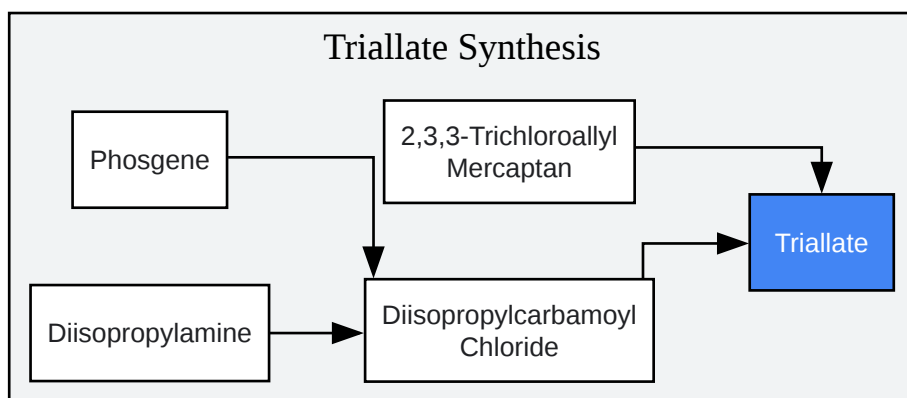 Triallate Synthesis
Phosgene
2,3,3-Trichloroallyl
Mercaptan
Triallate
Diisopropylamine
Diisopropylcarbamoyl
Chloride